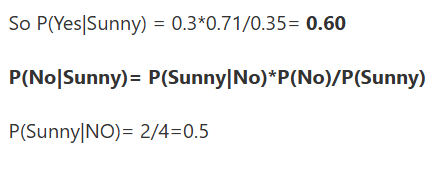 So P(Yes|Sunny) = 0.3*0.71/0.35= 0.60
P(No|Sunny)= P(Sunny|No)*P(No)/P(Sunny)
P(Sunny|NO)= 2/4=0.5